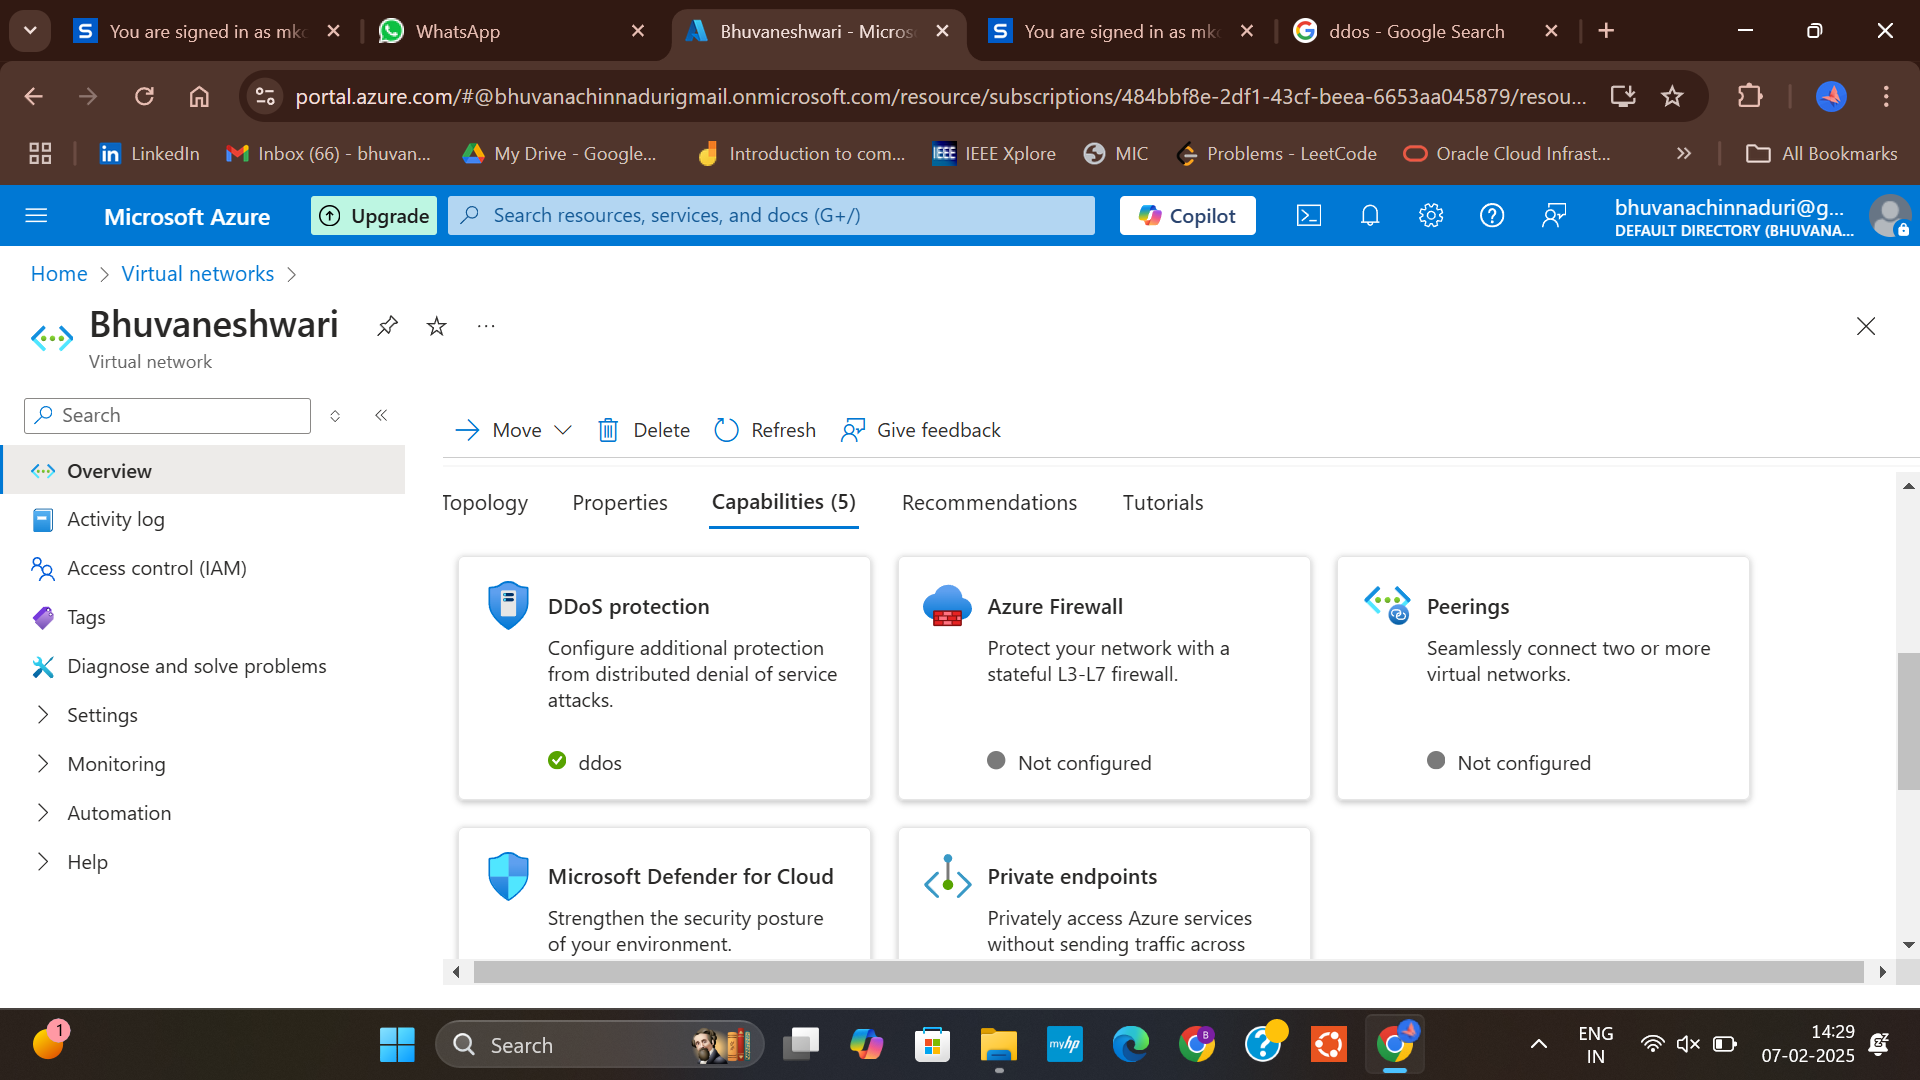 You are signed in as mkc
WhatsApp
Bhuvaneshwari - Microso
You are signed in as mkc
ddos - Google Search
portal.azure.com/#@bhuvanachinnadurigmail.onmicrosoft.com/resource/subscriptions/484bbf8e-2df1-43cf-beea-6653aa045879/resou...
LinkedIn
Inbox (66) - bhuvan...
My Drive - Google...
Introduction to com...
IEEE Xplore
MIC
Problems - LeetCode
Oracle Cloud Infrast...
All Bookmarks
Microsoft Azure
Upgrade
Search resources, services, and docs (G+/)
Copilot
bhuvanachinnaduri@g...
DEFAULT DIRECTORY (BHUVANA...
Home
Virtual networks
Bhuvaneshwari
Virtual network
Search
Move
Delete
Refresh
Give feedback
Overview
Activity log
Access control (IAM)
Tags
Diagnose and solve problems
Settings
Monitoring
Automation
Help
Topology
Properties
Capabilities (5)
Recommendations
Tutorials
DDoS protection
Configure additional protection
from distributed denial of service
attacks.
ddos
Azure Firewall
Protect your network with a
stateful L3-L7 firewall.
Not configured
Peerings
Seamlessly connect two or more
virtual networks.
Not configured
Microsoft Defender for Cloud
Strengthen the security posture
of your environment.
Private endpoints
Privately access Azure services
without sending traffic across
1
Search
myhp
B
ENG
IN
14:29
07-02-2025